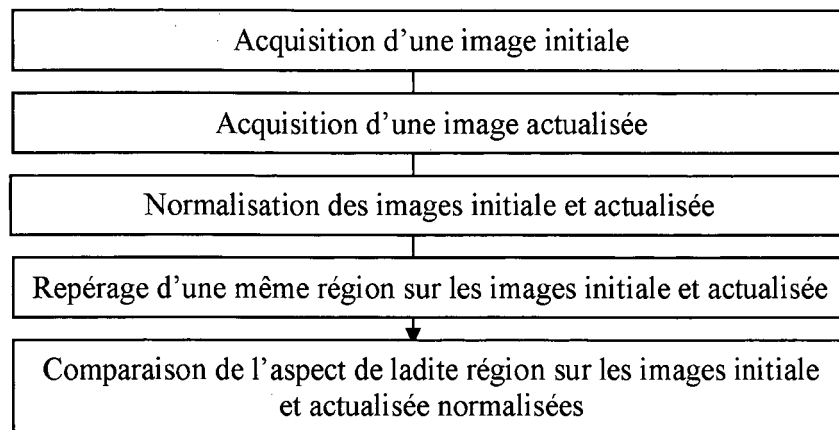 Acquisition d'une image initiale
Acquisition d'une image actualisée
Normalisation des images initiale et actualisée
Repérage d'une même région sur les images initiale et actualisée
Comparaison de l'aspect de ladite région sur les images initiale
et actualisée normalisées